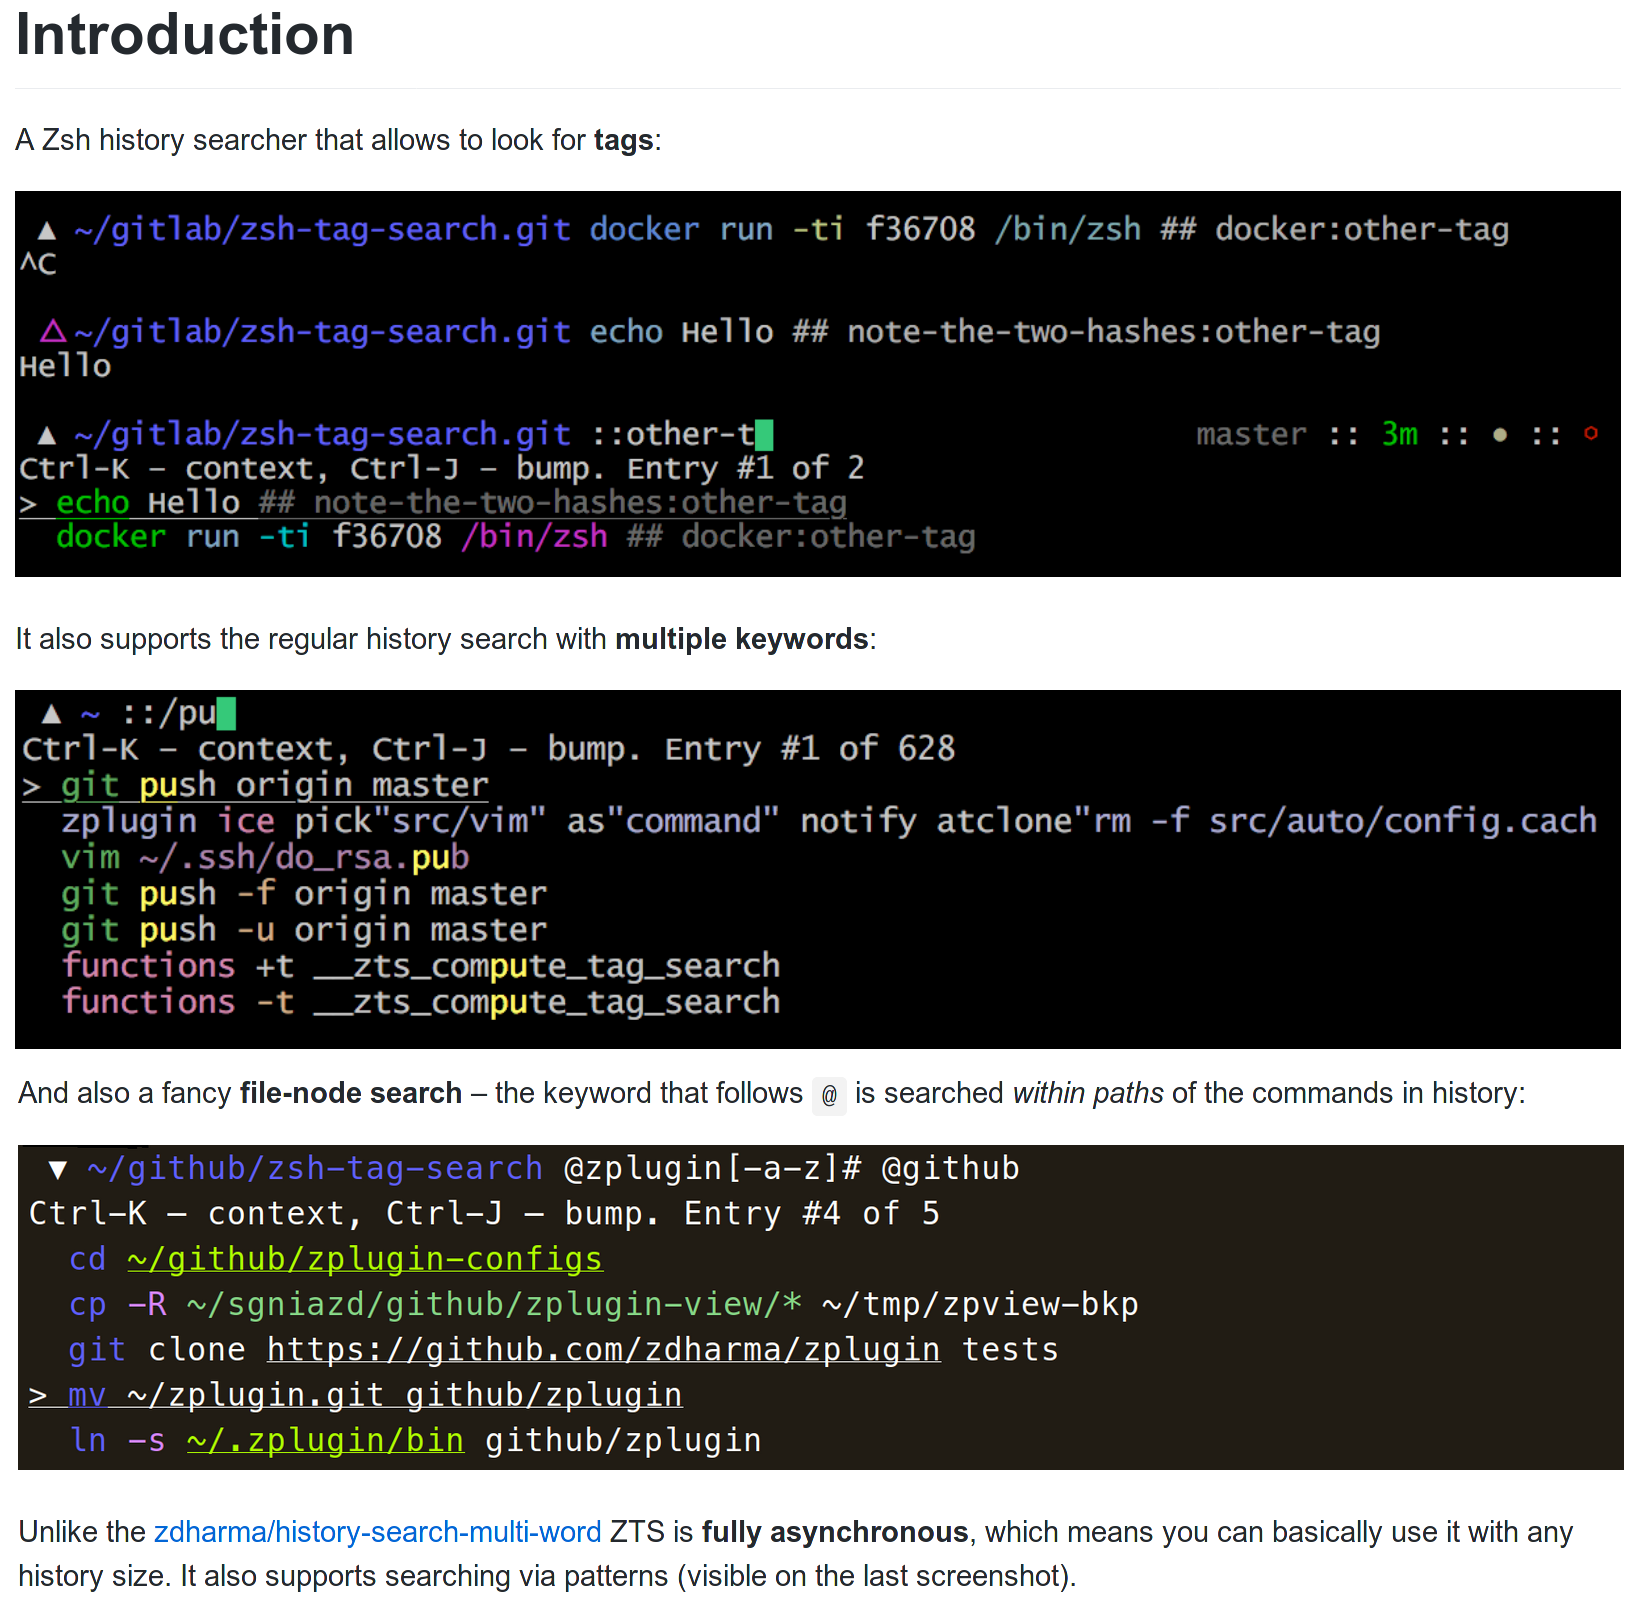 Introduction
A Zsh history searcher that allows to look for tags:
▲ ~/gitlab/zsh-tag-search.git docker run -ti f36708 /bin/zsh ## docker:other-tag
^C
△ ~/gitlab/zsh-tag-search.git echo Hello ## note-the-two-hashes:other-tag
Hello
▲ ~/gitlab/zsh-tag-search.git ::other-t master :: 3m :: ● :: ⬡
Ctrl-K – context, Ctrl-J – bump. Entry #1 of 2
> echo Hello ## note-the-two-hashes:other-tag
docker run -ti f36708 /bin/zsh ## docker:other-tag
It also supports the regular history search with multiple keywords:
▲ ~ ::/pu
Ctrl-K – context, Ctrl-J – bump. Entry #1 of 628
> git push origin master
zplugin ice pick"src/vim" as"command" notify atclone"rm -f src/auto/config.cach
vim ~/.ssh/do_rsa.pub
git push -f origin master
git push -u origin master
functions +t __zts_compute_tag_search
functions -t __zts_compute_tag_search
And also a fancy file-node search – the keyword that follows @ is searched within paths of the commands in history:
▼ ~/github/zsh-tag-search @zplugin[-a-z]# @github
Ctrl-K – context, Ctrl-J – bump. Entry #4 of 5
cd ~/github/zplugin-configs
cp -R ~/sgniazd/github/zplugin-view/* ~/tmp/zpview-bkp
git clone https://github.com/zdharma/zplugin tests
> mv ~/zplugin.git github/zplugin
ln -s ~/.zplugin/bin github/zplugin
Unlike the zdharma/history-search-multi-word ZTS is fully asynchronous, which means you can basically use it with any
history size. It also supports searching via patterns (visible on the last screenshot).